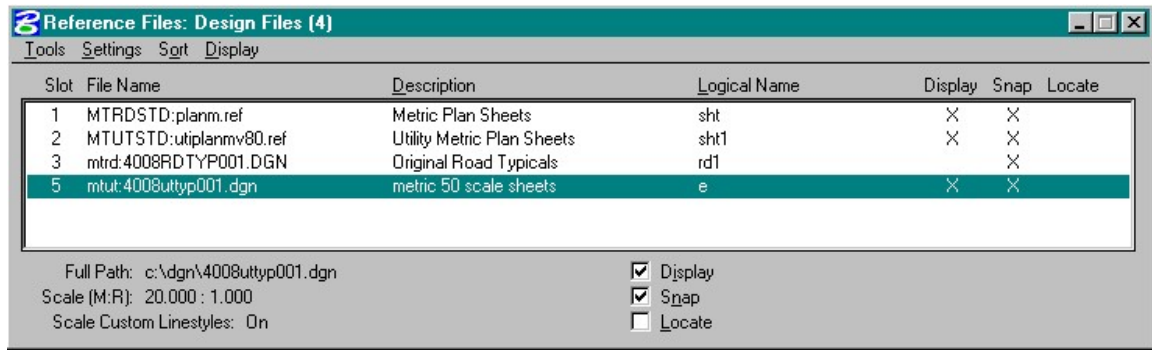 Reference Files: Design Files (4)
Tools Settings Sort Display
Slot File Name Description Logical Name Display Snap Locate
1 MTRDSTD:planm.ref Metric Plan Sheets sht X X
2 MTUTSTD:utiplanmv80.ref Utility Metric Plan Sheets sht1 X X
3 mtrd:4008RDTYP001.DGN Original Road Typicals rd1 X
5 mtut:4008uttyp001.dgn metric 50 scale sheets e X X
Full Path: c:\dgn\4008uttyp001.dgn Display
Scale (M:R): 20.000 : 1.000 Snap
Scale Custom Linestyles: On Locate